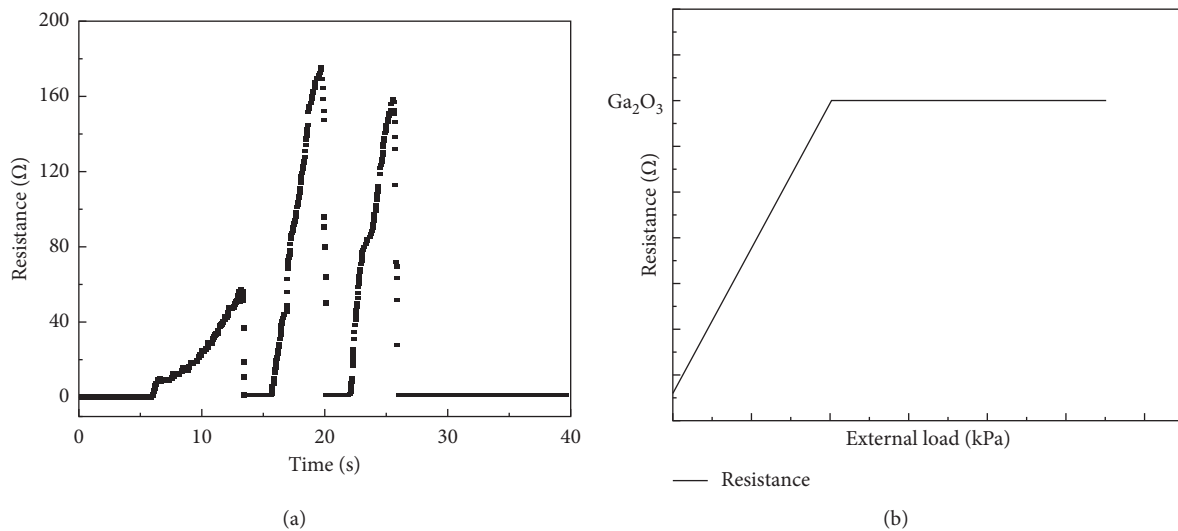 200
160
120
80
40
0
Resistance (Ω)
0 10 20 30 40
Time (s)
(a)
Ga₂O₃
Resistance (Ω)
External load (kPa)
Resistance
(b)